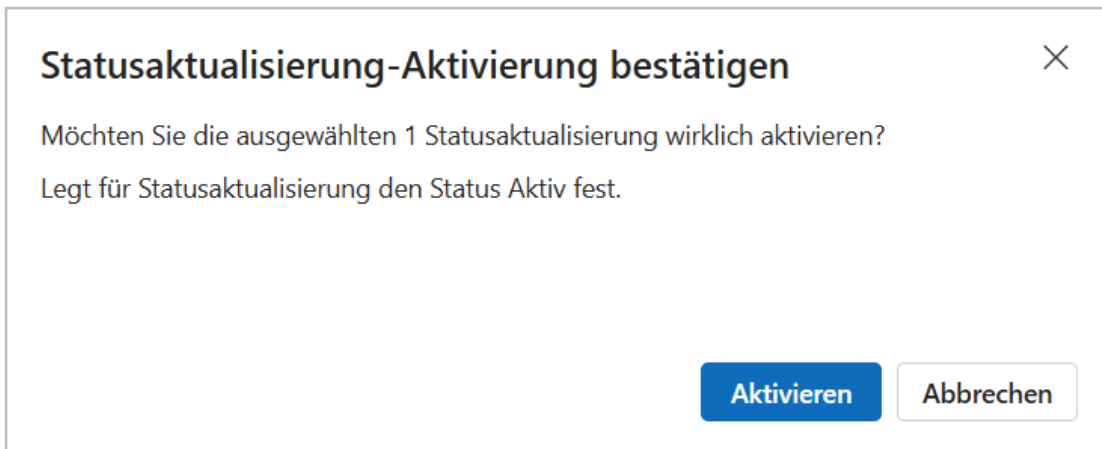 Statusaktualisierung-Aktivierung bestätigen
Möchten Sie die ausgewählten 1 Statusaktualisierung wirklich aktivieren?
Legt für Statusaktualisierung den Status Aktiv fest.
Aktivieren Abbrechen